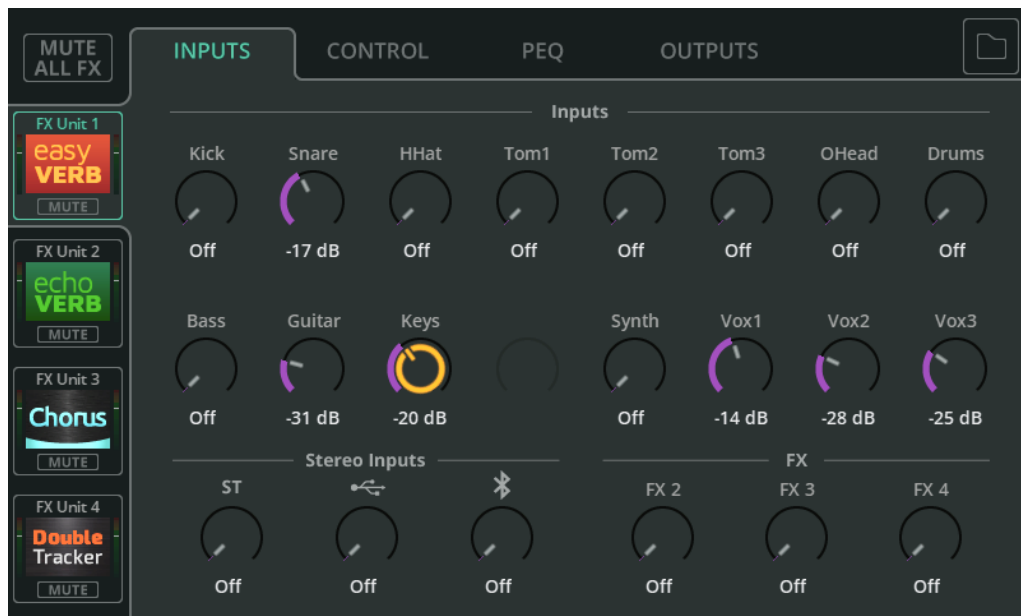 MUTE
ALL FX
INPUTS CONTROL PEQ OUTPUTS
FX Unit 1
easy
VERB
MUTE
FX Unit 2
echo
VERB
MUTE
FX Unit 3
Chorus
MUTE
FX Unit 4
Double
Tracker
MUTE
Inputs
Kick Snare HHat Tom1 Tom2 Tom3 OHead Drums
Off -17 dB Off Off Off Off Off Off
Bass Guitar Keys Synth Vox1 Vox2 Vox3
Off -31 dB -20 dB Off -14 dB -28 dB -25 dB
Stereo Inputs
ST
Off Off Off
FX
FX 2 FX 3 FX 4
Off Off Off